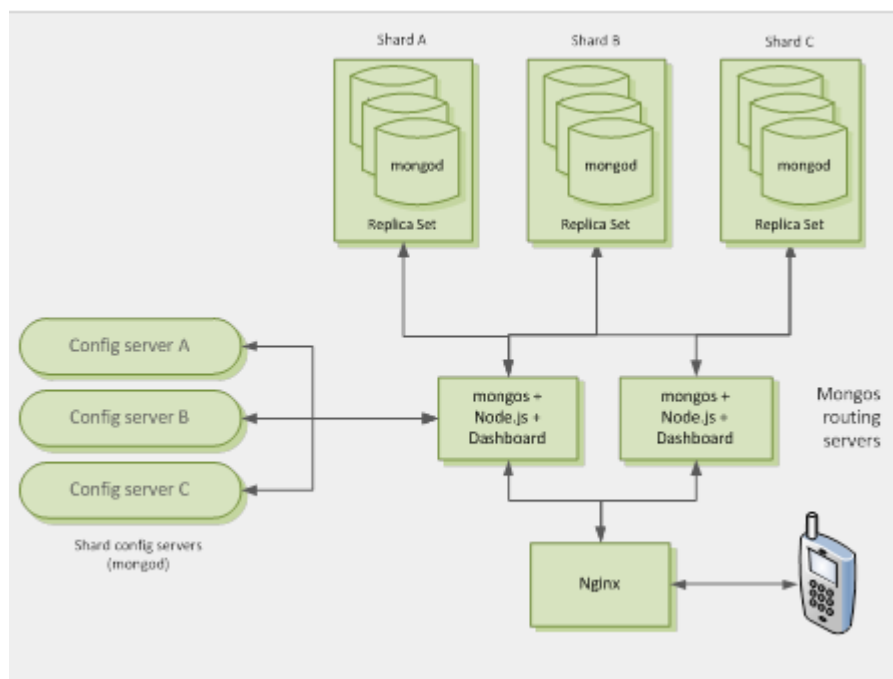 Shard A
Shard B
Shard C
mongod
mongod
mongod
Replica Set
Replica Set
Replica Set
Config server A
Config server B
Config server C
Shard config servers
(mongod)
mongos +
Node.js +
Dashboard
mongos +
Node.js +
Dashboard
Mongos
routing
servers
Nginx